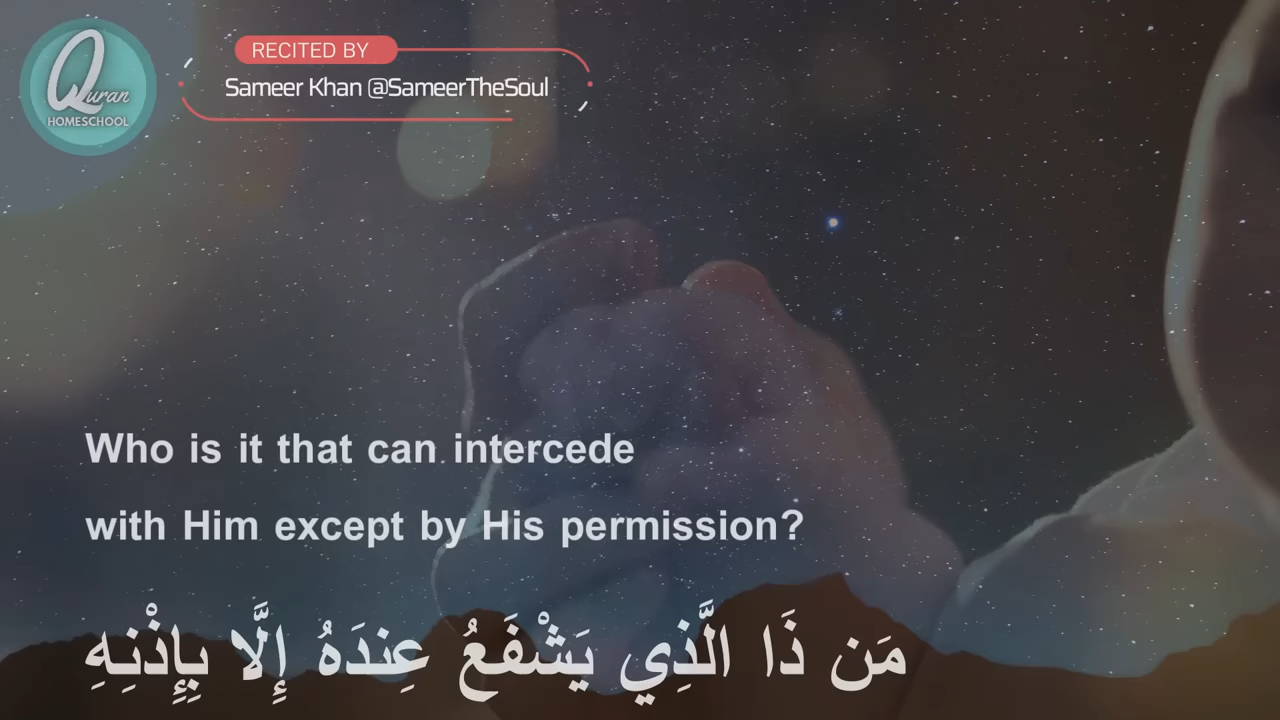 Quran
HOMESCHOOL
RECITED BY
Sameer Khan @SameerTheSoul
Who is it that can intercede
with Him except by His permission?
مَن ذَا الَّذِي يَشْفَعُ عِندَهُ إِلَّا بِإِذْنِهِ